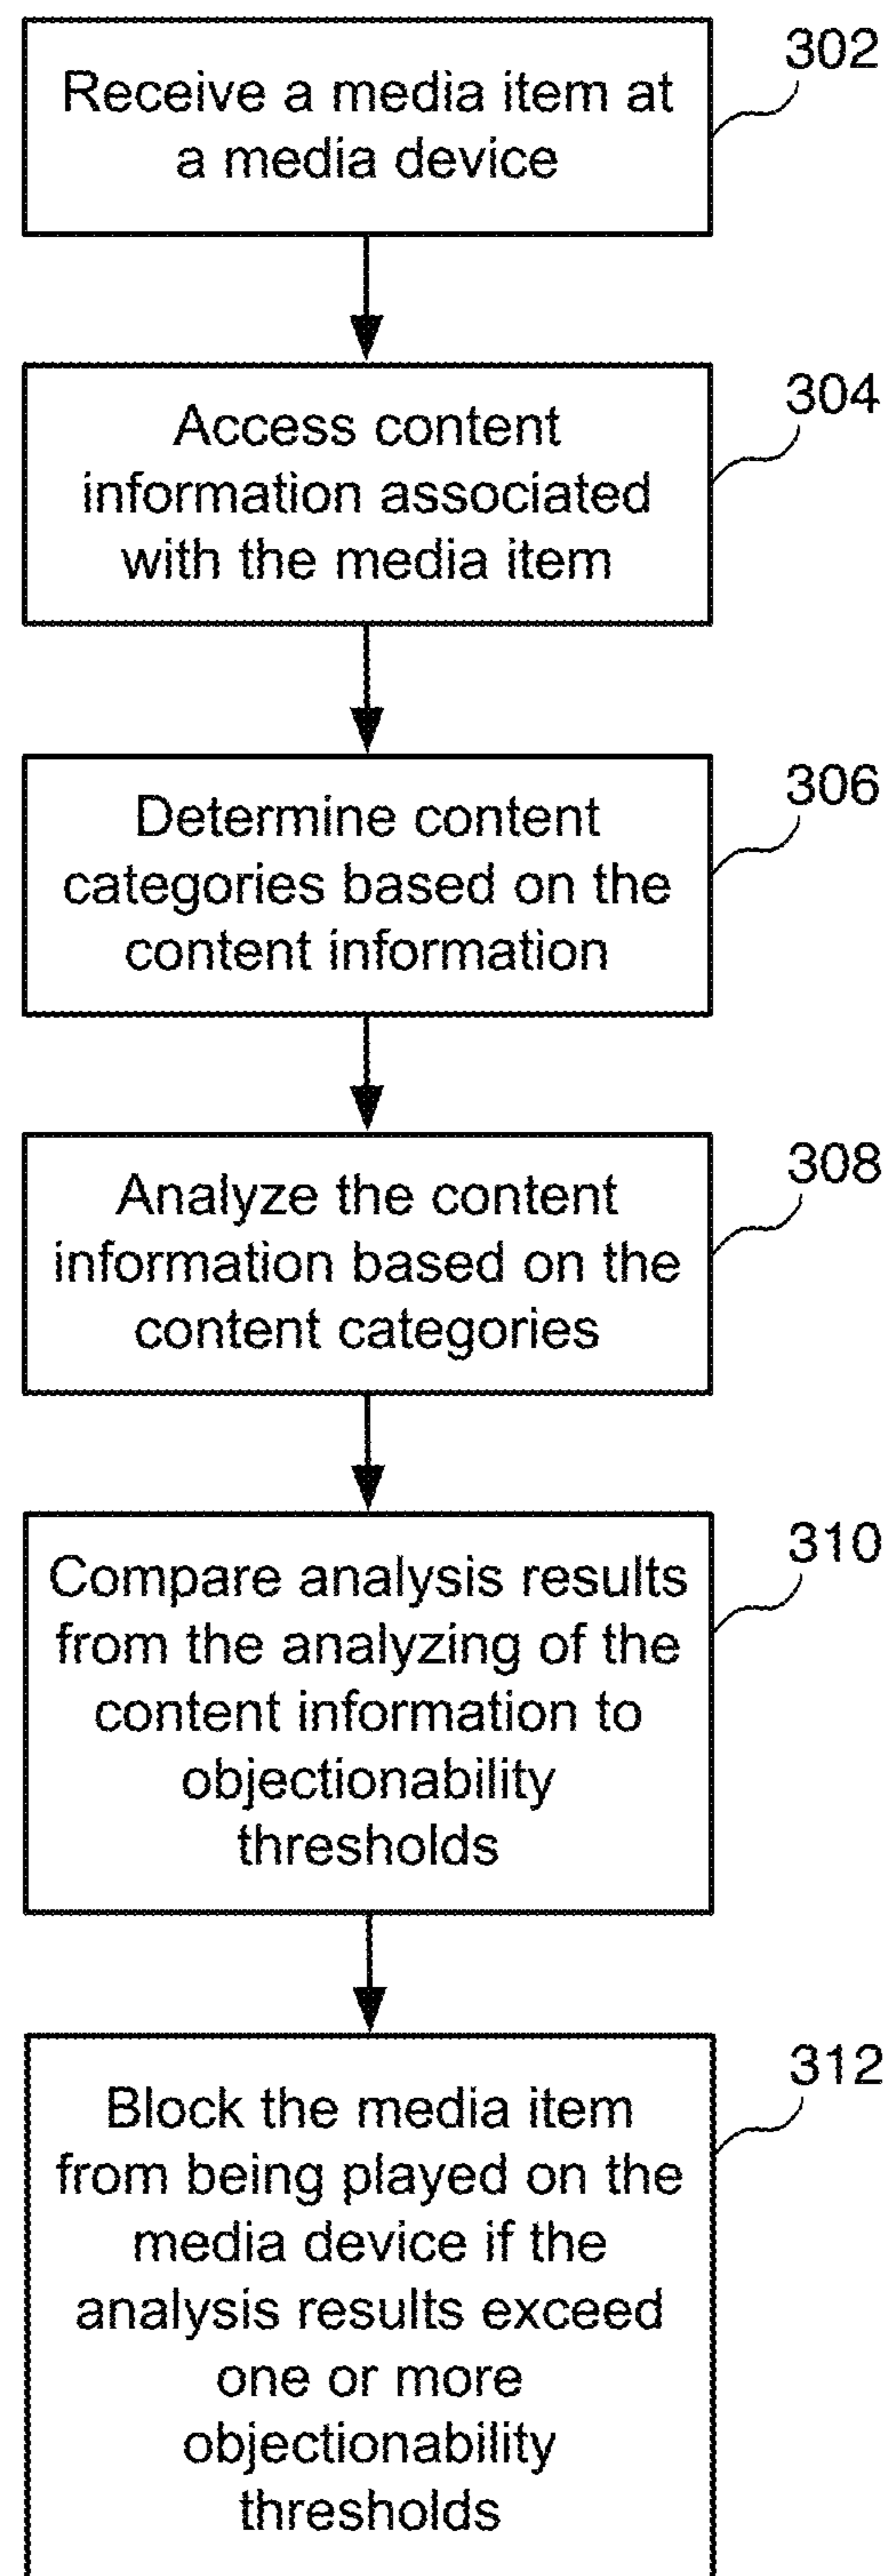 302
Receive a media item at
a media device
304
Access content
information associated
with the media item
306
Determine content
categories based on the
content information
308
Analyze the content
information based on the
content categories
310
Compare analysis results
from the analyzing of the
content information to
objectionability
thresholds
312
Block the media item
from being played on the
media device if the
analysis results exceed
one or more
objectionability
thresholds